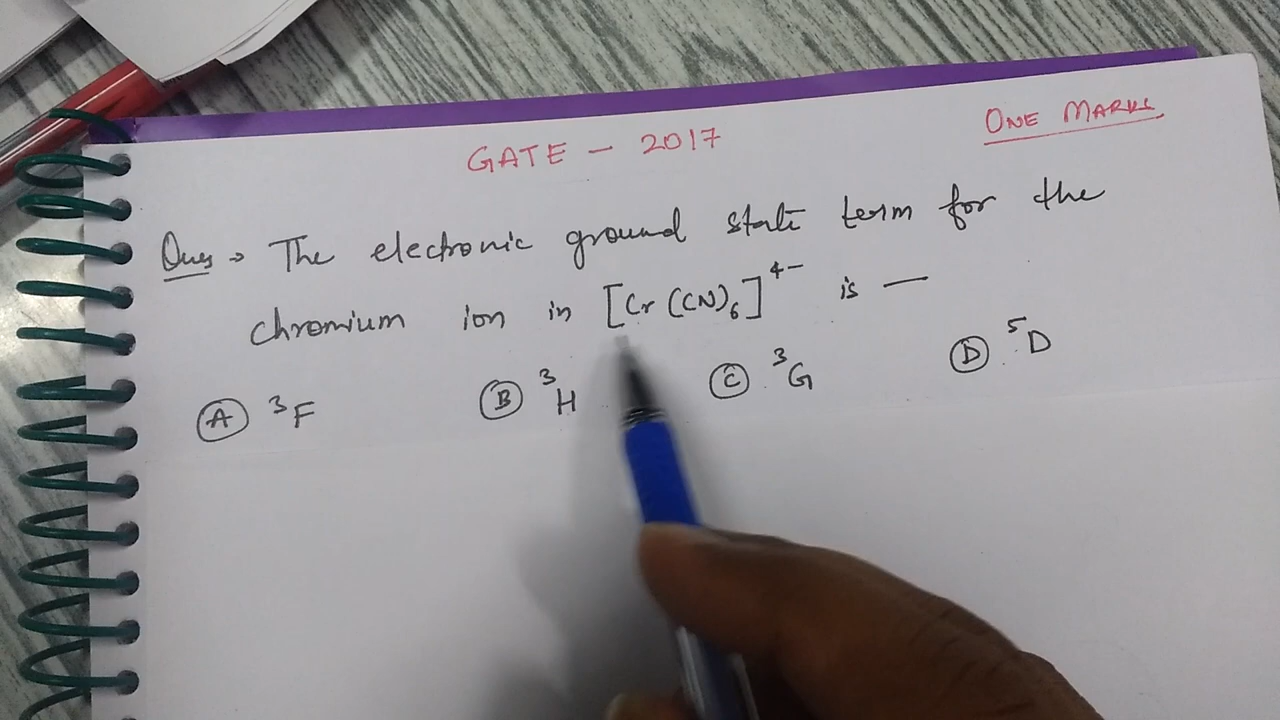 GATE - 2017
ONE MARKS
Ques → The electronic ground state term for the
chromium ion in [Cr(CN)₆]⁴⁻ is —
(A) ³F (B) ³H (C) ³G (D) ⁵D